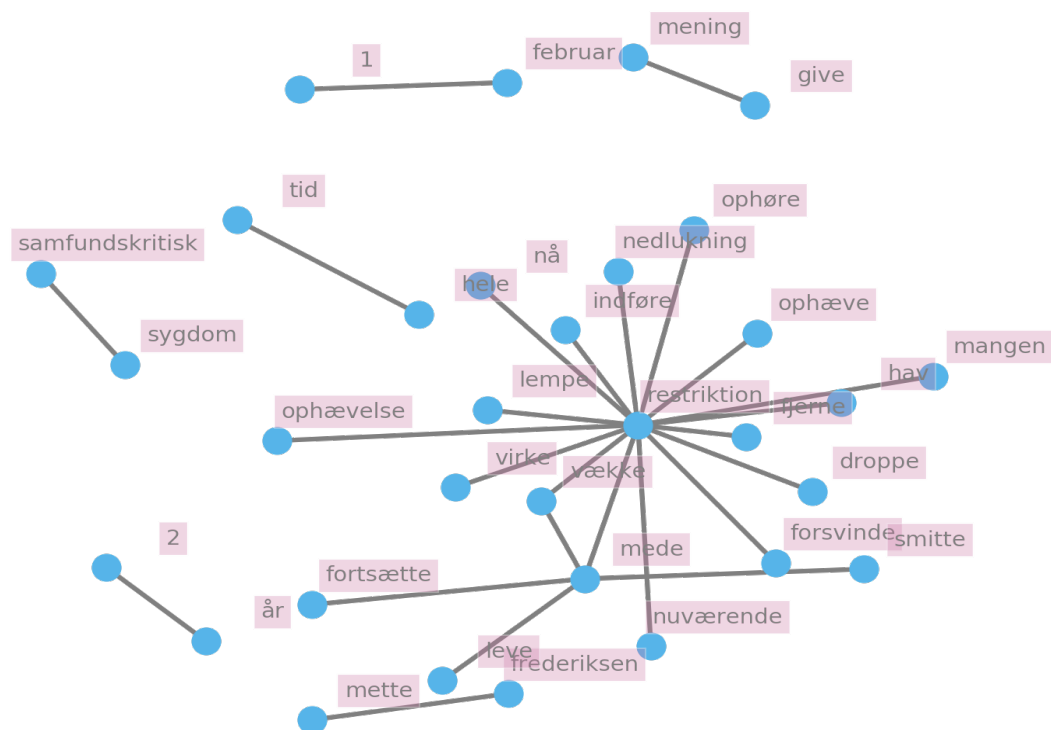 mening
februar
1
give
tid
ophøre
samfundskritisk
nedlukning
nå
hele
indføre
ophæve
sygdom
mangen
hav
lempe
restriktion
fjerne
ophævelse
virke
droppe
vække
2
forsvinde
smitte
mede
fortsætte
år
nuværende
leve
frederiksen
mette